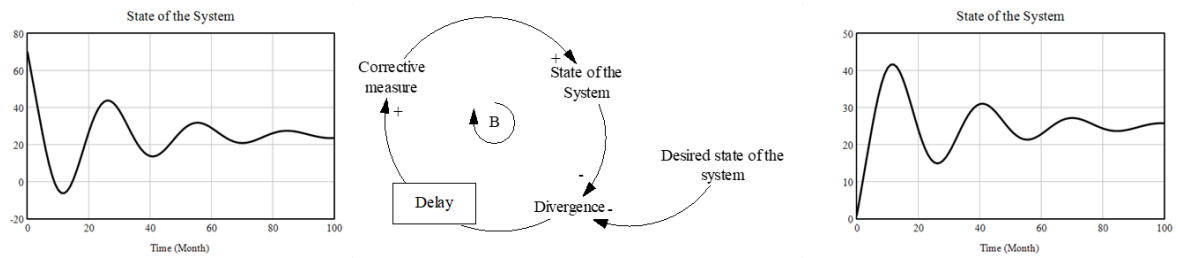 State of the System
80
60
40
20
0
-20
0 20 40 60 80 100
Time (Month)
Corrective
measure
+
+
State of the
System
B
-
Desired state of the
system
Delay
Divergence -
State of the System
50
40
30
20
10
0
0 20 40 60 80 100
Time (Month)